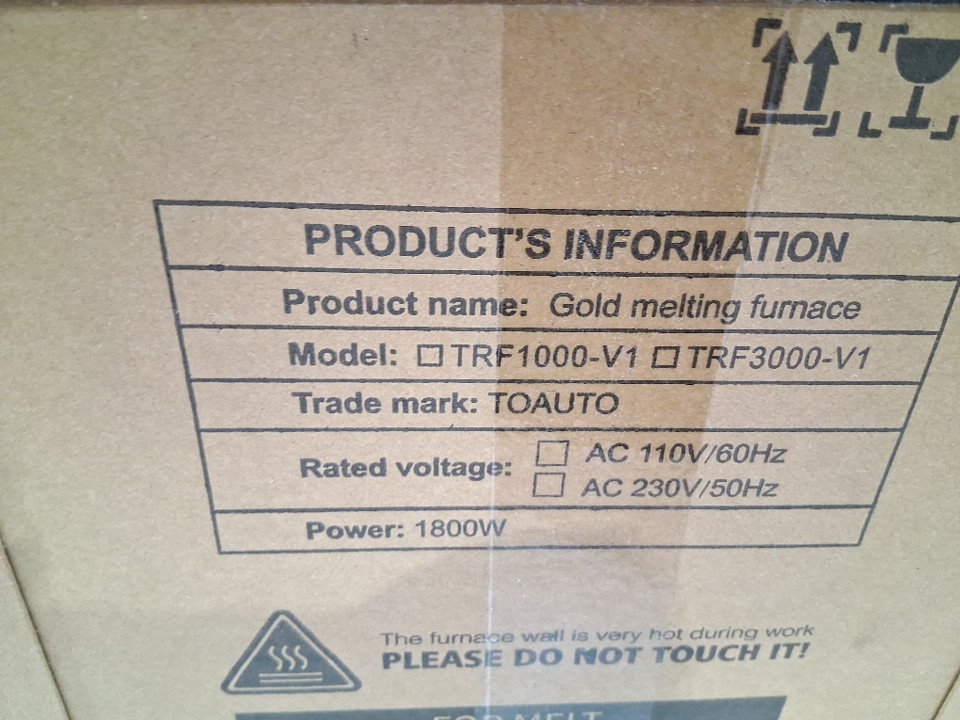 PRODUCT'S INFORMATION
Product name: Gold melting furnace
Model: ☐ TRF1000-V1 ☐ TRF3000-V1
Trade mark: TOAUTO
Rated voltage: ☐ AC 110V/60Hz
☐ AC 230V/50Hz
Power: 1800W
The furnace wall is very hot during work
PLEASE DO NOT TOUCH IT!
FOR MELT